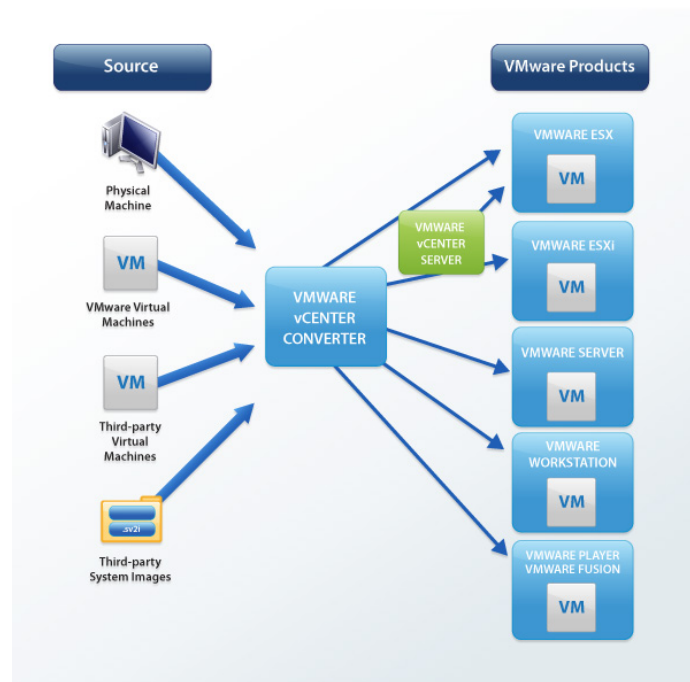 Source
VMware Products
Physical
Machine
VM
VMware Virtual
Machines
VM
Third-party
Virtual
Machines
.sv2i
Third-party
System Images
VMWARE
vCENTER
CONVERTER
VMWARE
vCENTER
SERVER
VMWARE ESX
VM
VMWARE ESXi
VM
VMWARE SERVER
VM
VMWARE
WORKSTATION
VM
VMWARE PLAYER
VMWARE FUSION
VM